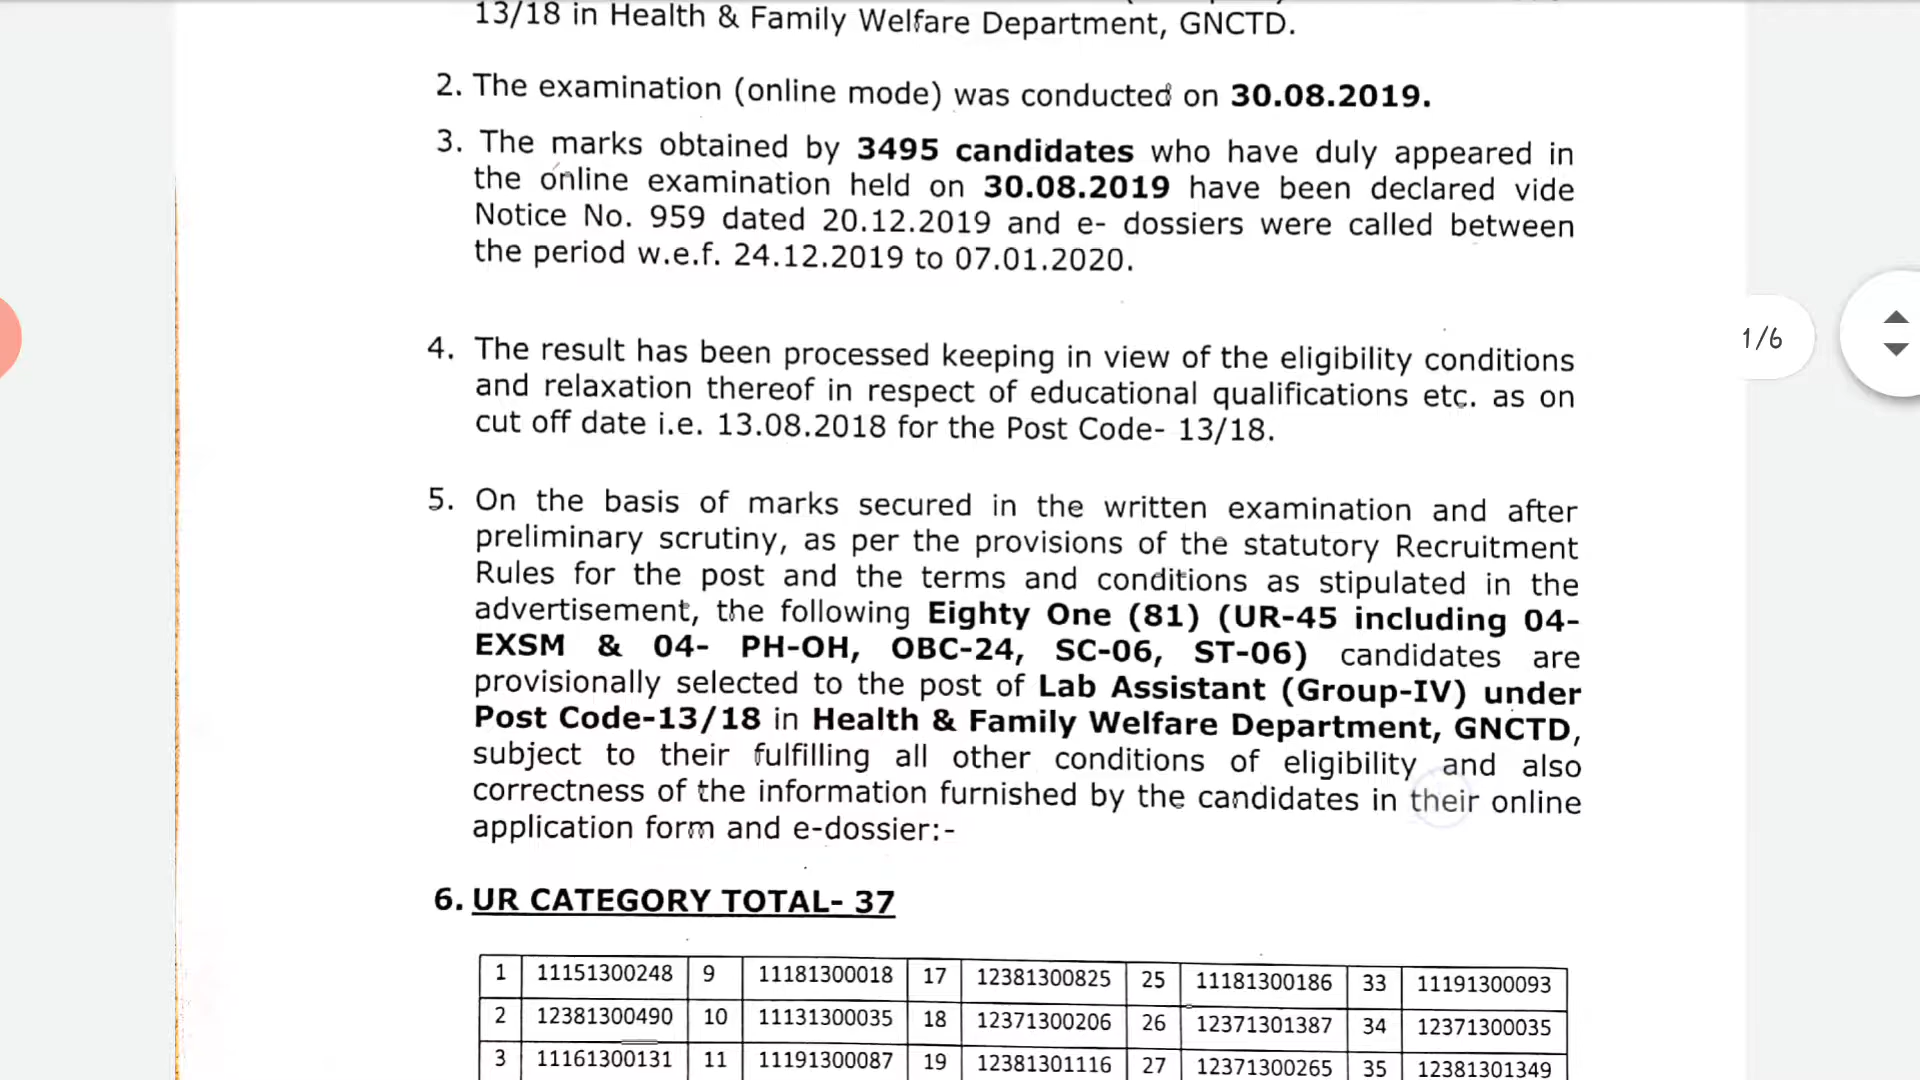 13/18 in Health & Family Welfare Department, GNCTD.
2. The examination (online mode) was conducted on 30.08.2019.
3. The marks obtained by 3495 candidates who have duly appeared in
the online examination held on 30.08.2019 have been declared vide
Notice No. 959 dated 20.12.2019 and e- dossiers were called between
the period w.e.f. 24.12.2019 to 07.01.2020.
1/6
4. The result has been processed keeping in view of the eligibility conditions
and relaxation thereof in respect of educational qualifications etc. as on
cut off date i.e. 13.08.2018 for the Post Code- 13/18.
5. On the basis of marks secured in the written examination and after
preliminary scrutiny, as per the provisions of the statutory Recruitment
Rules for the post and the terms and conditions as stipulated in the
advertisement, the following Eighty One (81) (UR-45 including 04-
EXSM & 04- PH-OH, OBC-24, SC-06, ST-06) candidates are
provisionally selected to the post of Lab Assistant (Group-IV) under
Post Code-13/18 in Health & Family Welfare Department, GNCTD,
subject to their fulfilling all other conditions of eligibility and also
correctness of the information furnished by the candidates in their online
application form and e-dossier:-
6. UR CATEGORY TOTAL- 37
1 11151300248 9 11181300018 17 12381300825 25 11181300186 33 11191300093
2 12381300490 10 11131300035 18 12371300206 26 12371301387 34 12371300035
3 11161300131 11 11191300087 19 12381301116 27 12371300265 35 12381301349